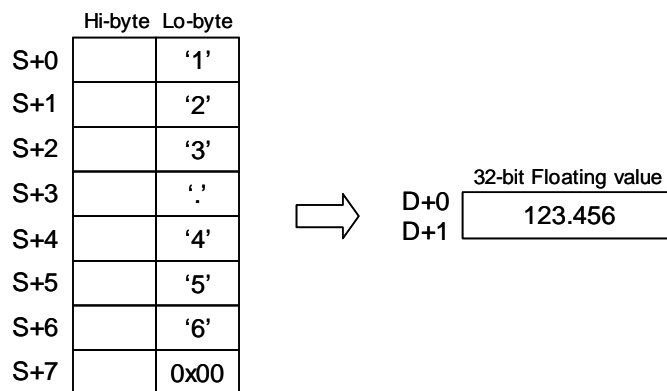 Hi-byte Lo-byte
S+0 ‘1’
S+1 ‘2’
S+2 ‘3’
S+3 ‘.’
S+4 ‘4’
S+5 ‘5’
S+6 ‘6’
S+7 0x00
32-bit Floating value
D+0
D+1
123.456